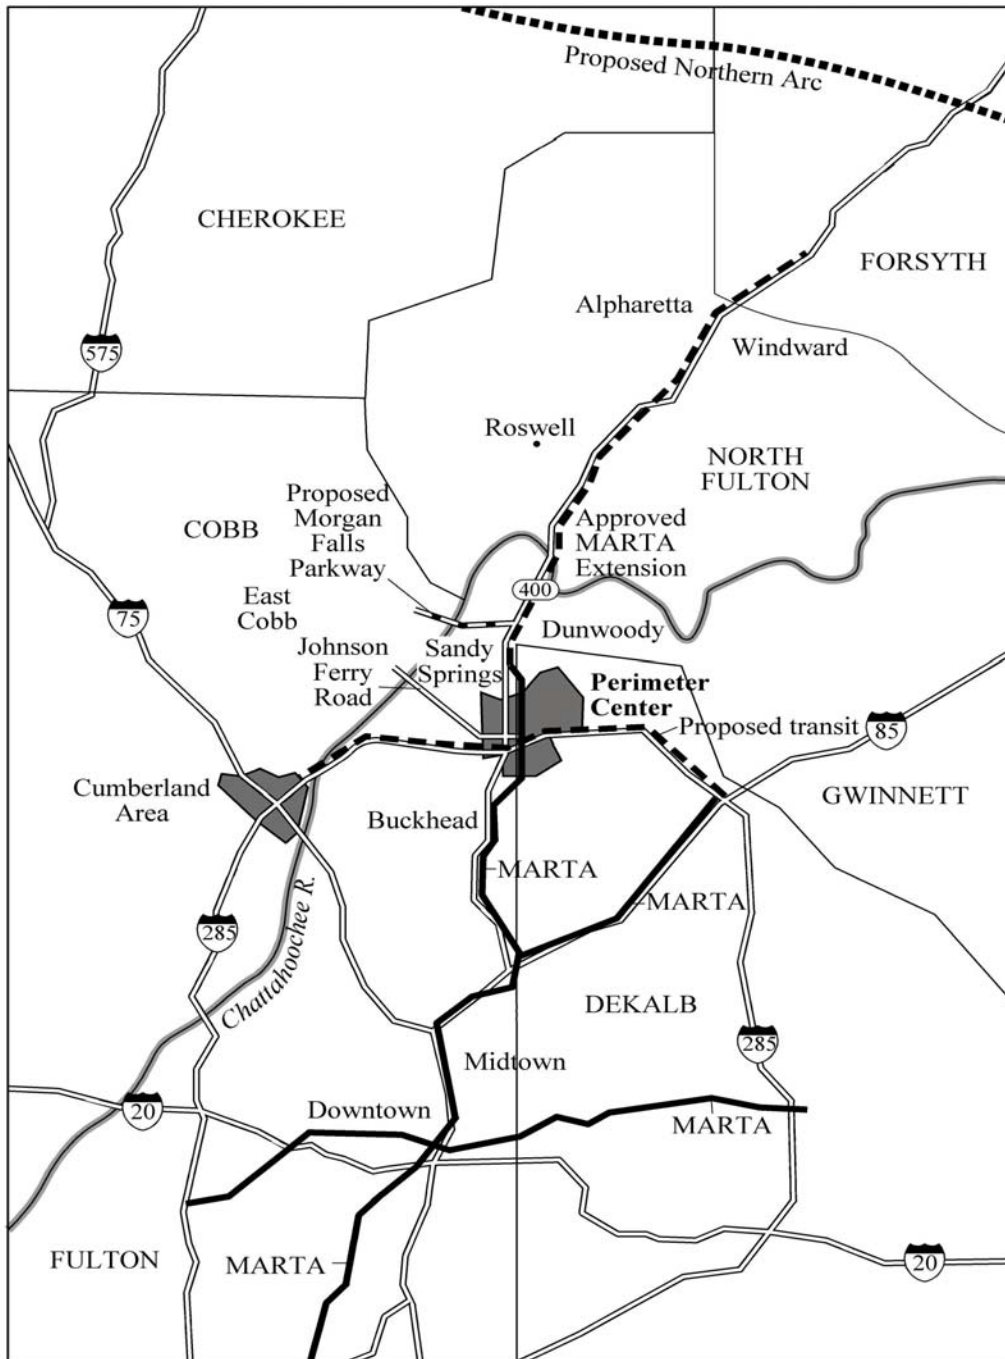 Proposed Northern Arc
CHEROKEE
FORSYTH
Alpharetta
575
Windward
Roswell
NORTH
FULTON
Proposed
Morgan
Falls
Parkway
COBB
Approved
MARTA
Extension
400
East
Cobb
75
Dunwoody
Johnson
Ferry
Road
Sandy
Springs
Perimeter
Center
Proposed transit
85
Cumberland
Area
GWINNETT
Buckhead
MARTA
MARTA
285
Chattahoochee R.
DEKALB
285
Midtown
20
Downtown
MARTA
FULTON
MARTA
20